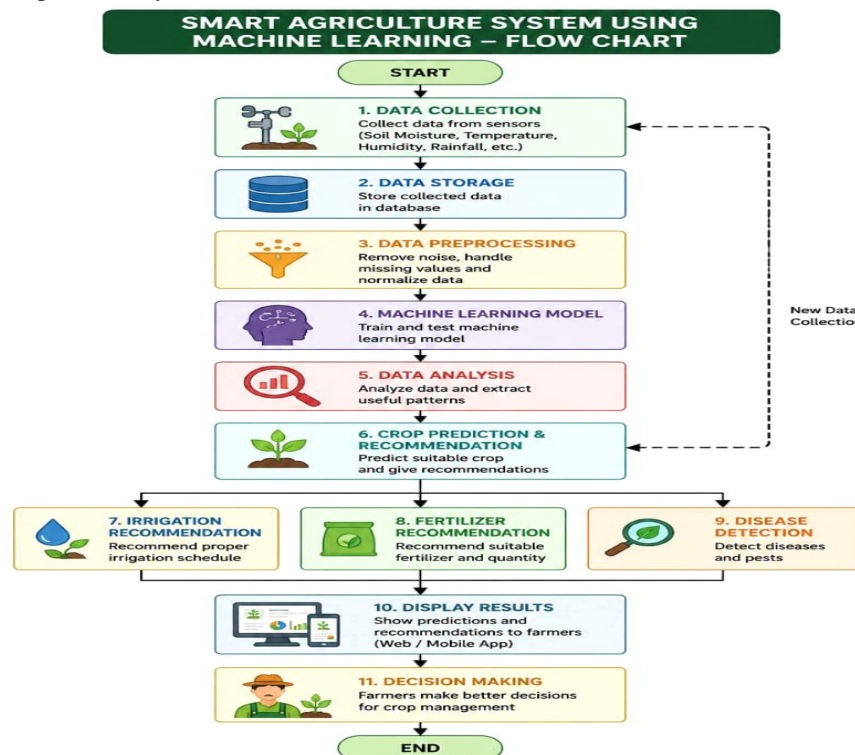 SMART AGRICULTURE SYSTEM USING
MACHINE LEARNING – FLOW CHART
START
1. DATA COLLECTION
Collect data from sensors
(Soil Moisture, Temperature,
Humidity, Rainfall, etc.)
2. DATA STORAGE
Store collected data
in database
3. DATA PREPROCESSING
Remove noise, handle
missing values and
normalize data
4. MACHINE LEARNING MODEL
Train and test machine
learning model
New Data
Collection
5. DATA ANALYSIS
Analyze data and extract
useful patterns
6. CROP PREDICTION &
RECOMMENDATION
Predict suitable crop
and give recommendations
7. IRRIGATION
RECOMMENDATION
Recommend proper
irrigation schedule
8. FERTILIZER
RECOMMENDATION
Recommend suitable
fertilizer and quantity
9. DISEASE
DETECTION
Detect diseases
and pests
10. DISPLAY RESULTS
Show predictions and
recommendations to farmers
(Web / Mobile App)
11. DECISION MAKING
Farmers make better decisions
for crop management
END